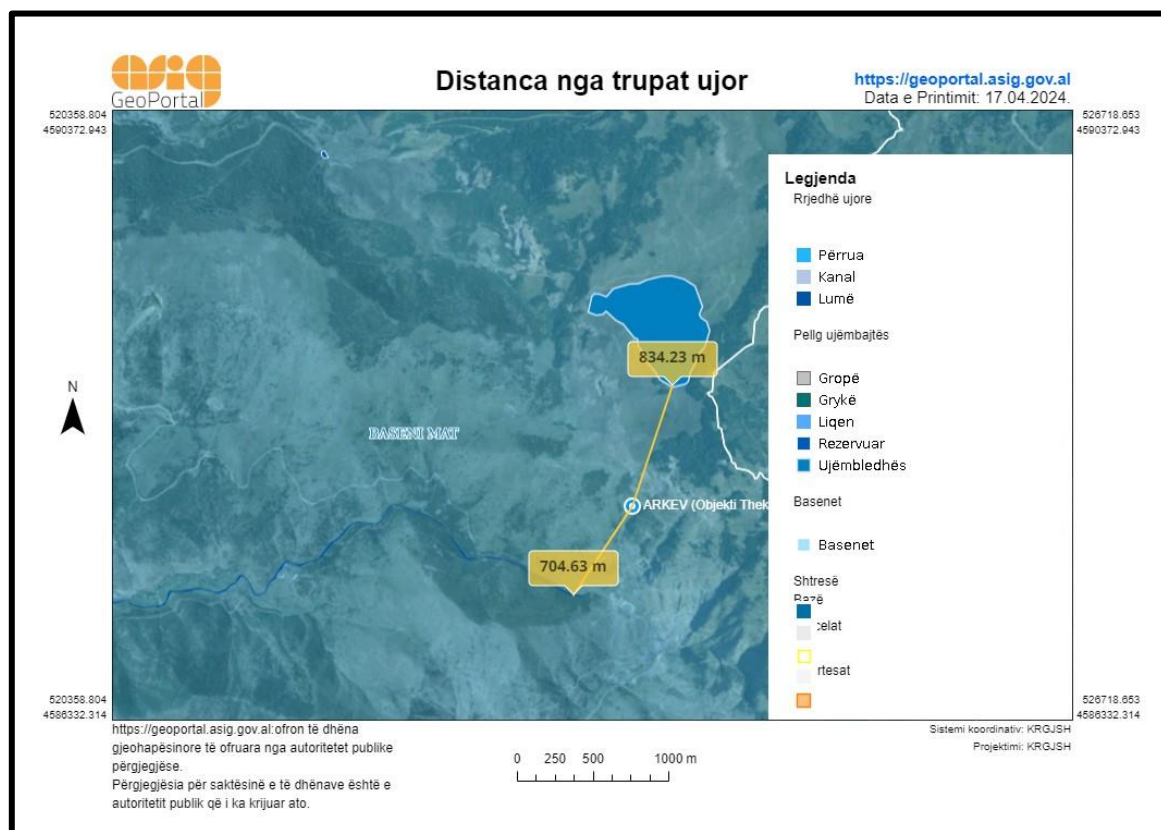 asig
GeoPortal
Distanca nga trupat ujor
https://geoportal.asig.gov.al
Data e Printimit: 17.04.2024.
520358.804
4590372.943
526718.653
4590372.943
Legjenda
Rrjedhë ujore
Përrua
Kanal
Lumë
Pellg ujëmbajtës
Gropë
Grykë
Liqen
Rezervuar
Ujëmbledhës
Basenet
Basenet
Shtresë
Bazë
celat
rtesat
834.23 m
N
BASENI MAT
ARKEV (Objekti Thek
704.63 m
520358.804
4586332.314
526718.653
4586332.314
https://geoportal.asig.gov.al:ofron të dhëna
gjeohapësinore të ofruara nga autoritetet publike
përgjegjëse.
Përgjegjësia për saktësinë e të dhënave është e
autoritetit publik që i ka krijuar ato.
0 250 500 1000 m
Sistemi koordinativ: KRGJSH
Projektimi: KRGJSH